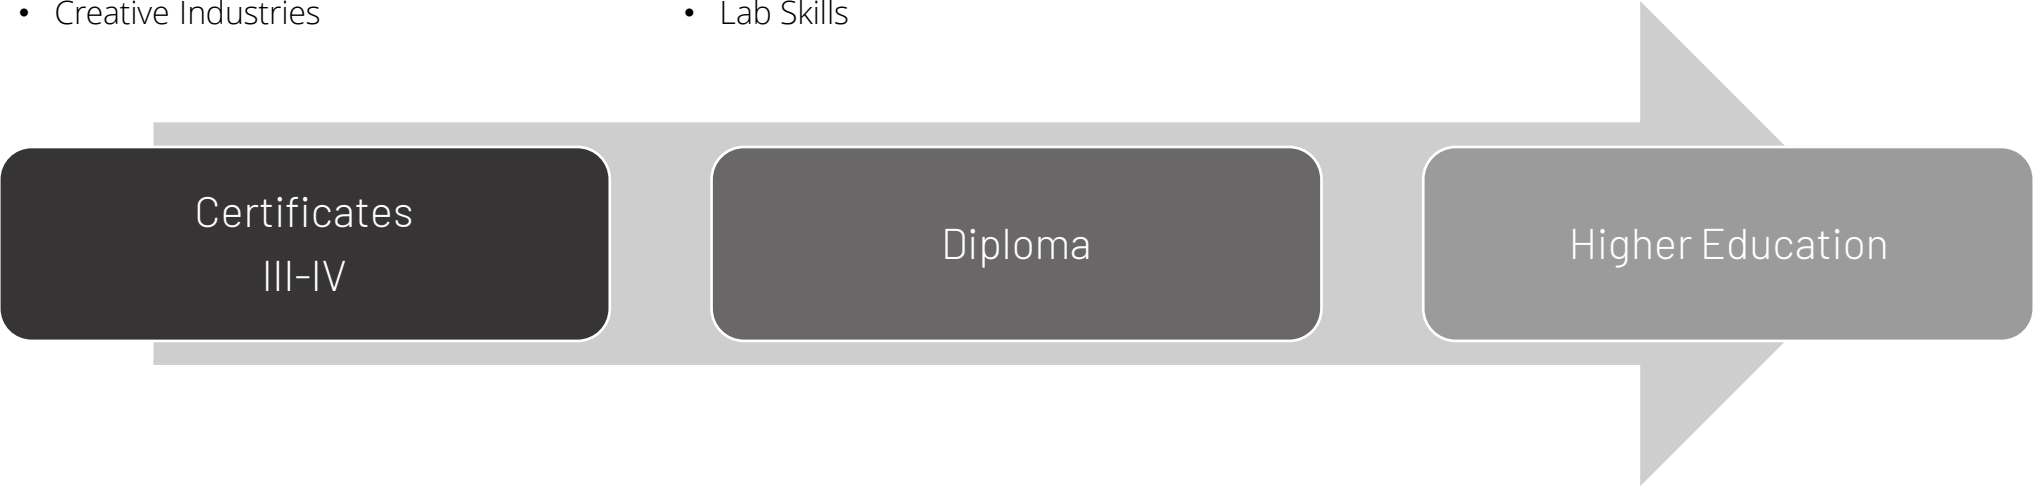 • Creative Industries
• Lab Skills
Certificates
III-IV
Diploma
Higher Education